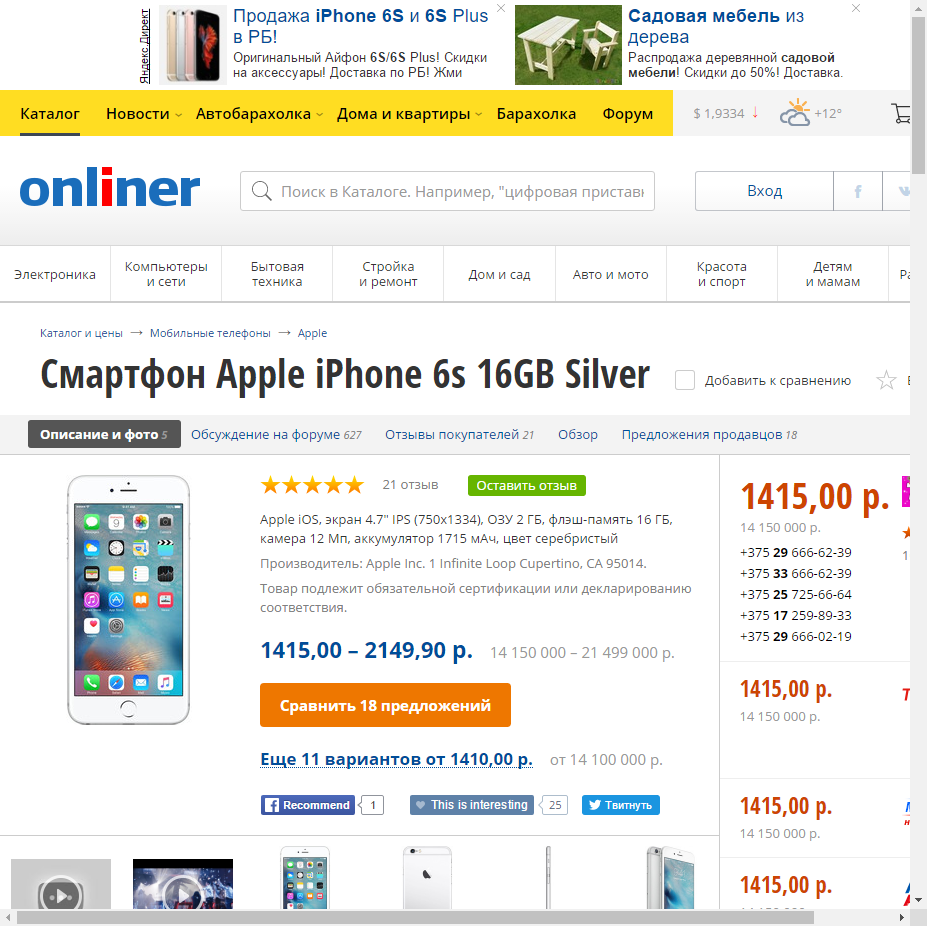 Яндекс.Директ
Продажа iPhone 6S и 6S Plus
в РБ!
Оригинальный Айфон 6S/6S Plus! Скидки
на аксессуары! Доставка по РБ! Жми
Садовая мебель из
дерева
Распродажа деревянной садовой
мебели! Скидки до 50%! Доставка.
Каталог Новости Автобарахолка Дома и квартиры Барахолка Форум $ 1,9334 ↓ +12°
onliner
Поиск в Каталоге. Например, "цифровая пристав
Вход
Электроника
Компьютеры
и сети
Бытовая
техника
Стройка
и ремонт
Дом и сад
Авто и мото
Красота
и спорт
Детям
и мамам
Каталог и цены → Мобильные телефоны → Apple
Смартфон Apple iPhone 6s 16GB Silver
Добавить к сравнению
Описание и фото 5 Обсуждение на форуме 627 Отзывы покупателей 21 Обзор Предложения продавцов 18
21 отзыв
Оставить отзыв
Apple iOS, экран 4.7" IPS (750x1334), ОЗУ 2 ГБ, флэш-память 16 ГБ,
камера 12 Мп, аккумулятор 1715 мАч, цвет серебристый
Производитель: Apple Inc. 1 Infinite Loop Cupertino, CA 95014.
Товар подлежит обязательной сертификации или декларированию
соответствия.
1415,00 – 2149,90 р. 14 150 000 – 21 499 000 р.
Сравнить 18 предложений
Еще 11 вариантов от 1410,00 р. от 14 100 000 р.
Recommend 1
This is interesting 25
Твитнуть
1415,00 р.
14 150 000 р.
+375 29 666-62-39
+375 33 666-62-39
+375 25 725-66-64
+375 17 259-89-33
+375 29 666-02-19
1415,00 р.
14 150 000 р.
1415,00 р.
14 150 000 р.
1415,00 р.